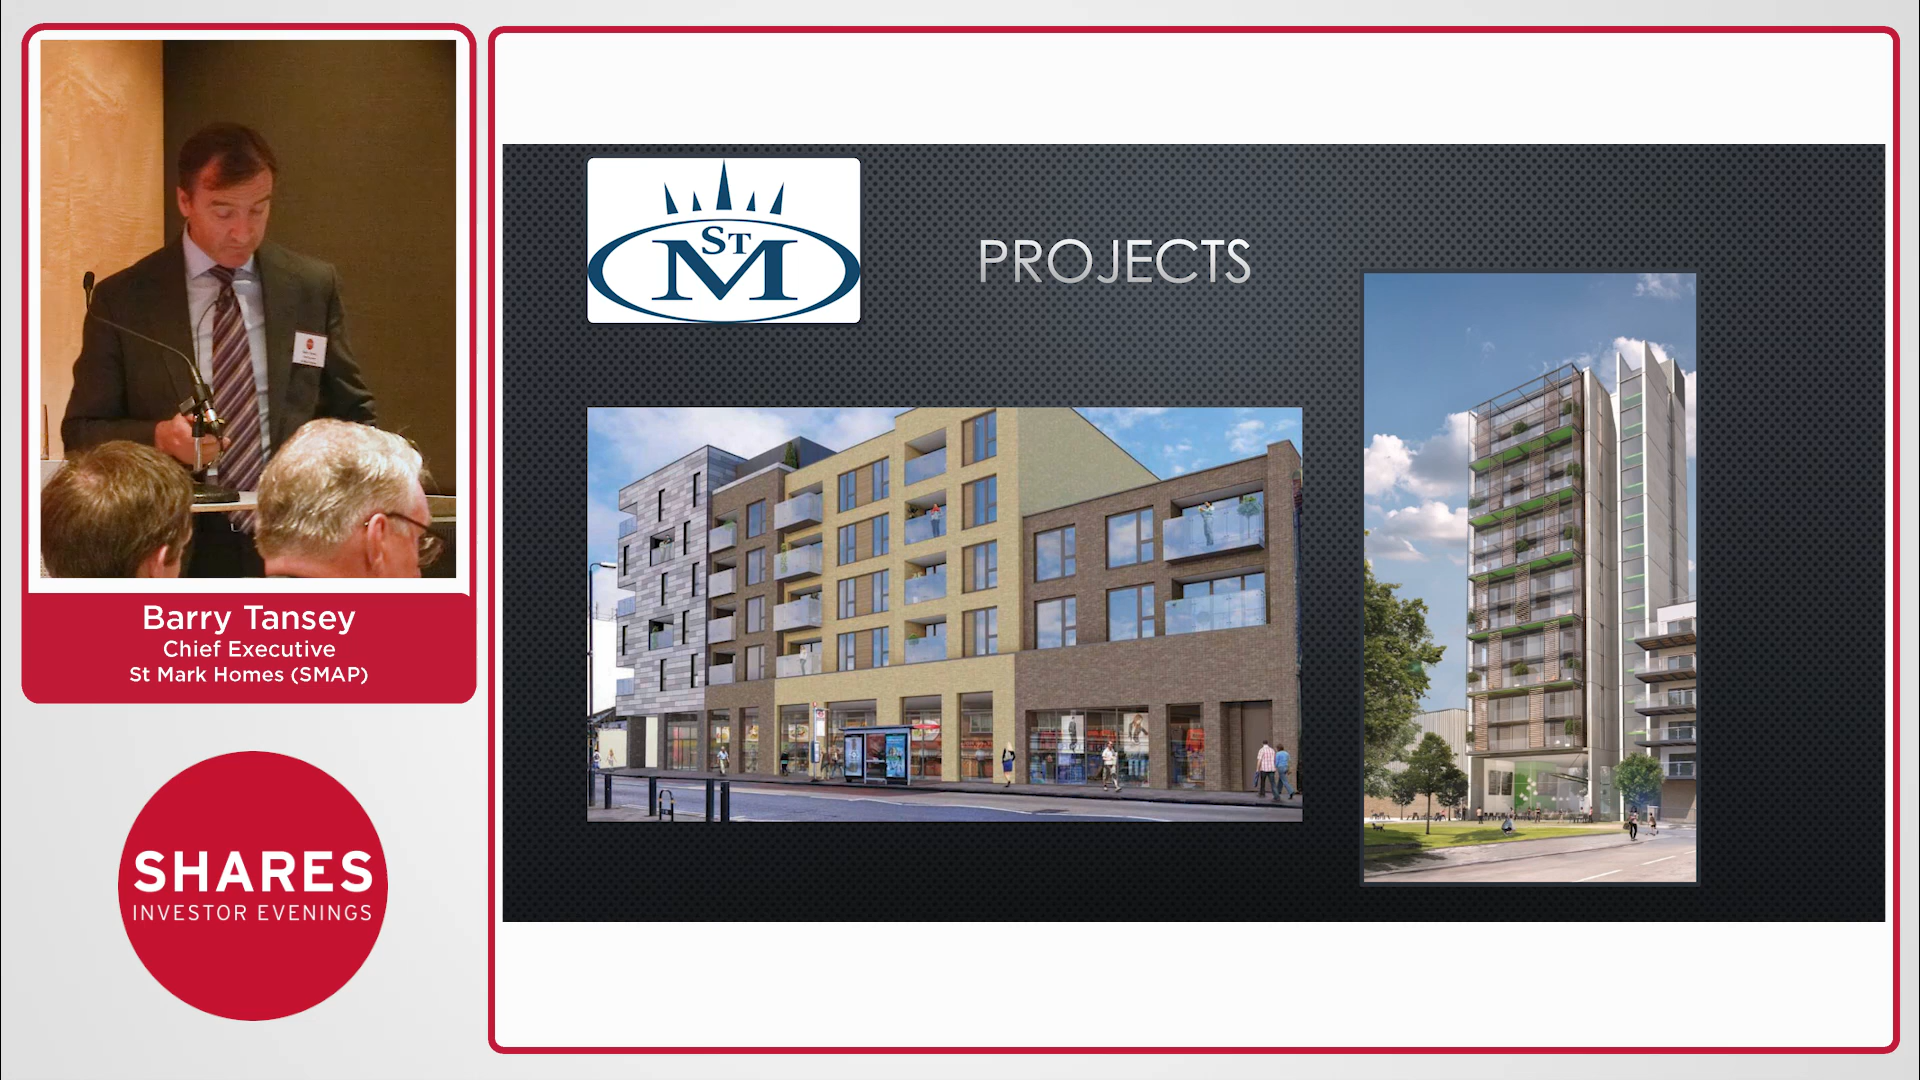 Barry Tansey
Chief Executive
St Mark Homes (SMAP)
SHARES
INVESTOR EVENINGS
ST
M
PROJECTS